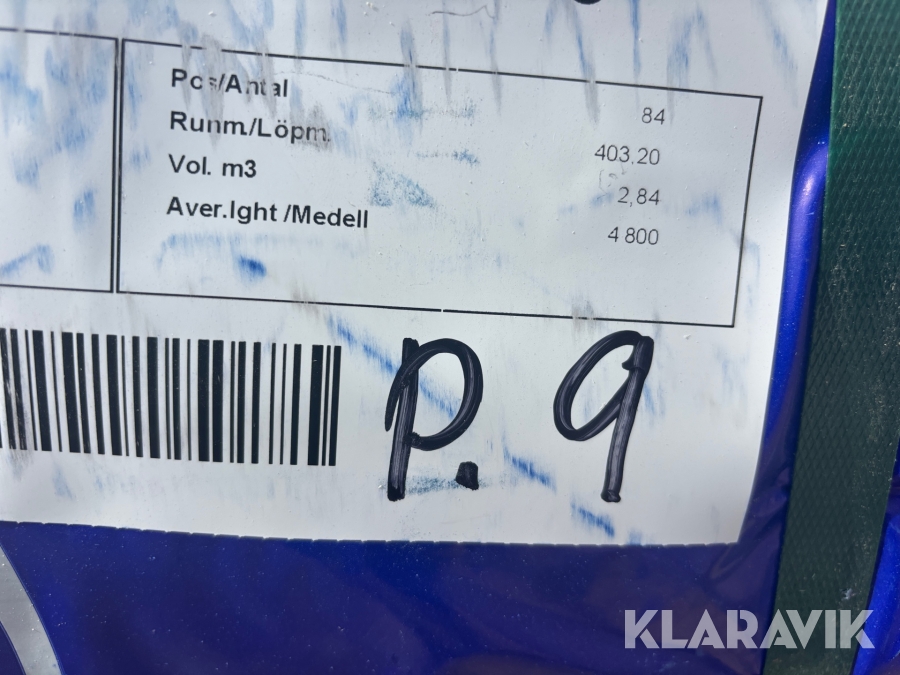 Pcs/Antal 84
Runm./Löpm. 403,20
Vol. m3 2,84
Aver.lght /Medell 4 800
P. 9
KLARAVIK